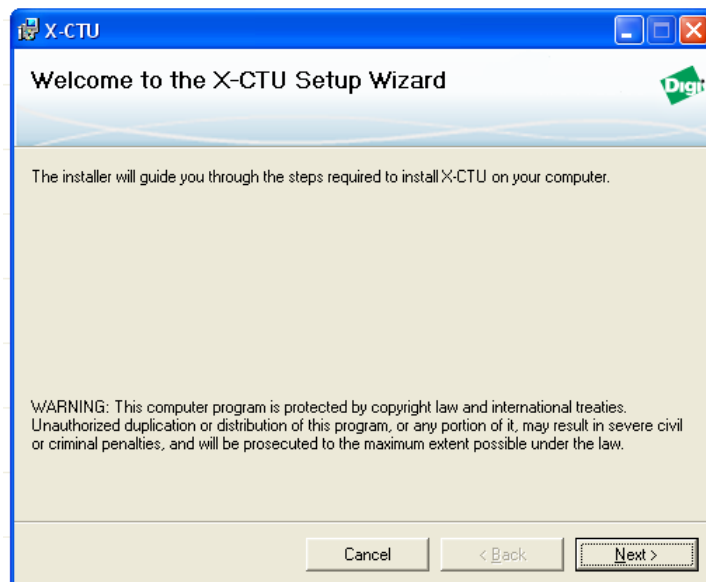 X-CTU
Welcome to the X-CTU Setup Wizard
Digi
The installer will guide you through the steps required to install X-CTU on your computer.
WARNING: This computer program is protected by copyright law and international treaties.
Unauthorized duplication or distribution of this program, or any portion of it, may result in severe civil
or criminal penalties, and will be prosecuted to the maximum extent possible under the law.
Cancel < Back Next >